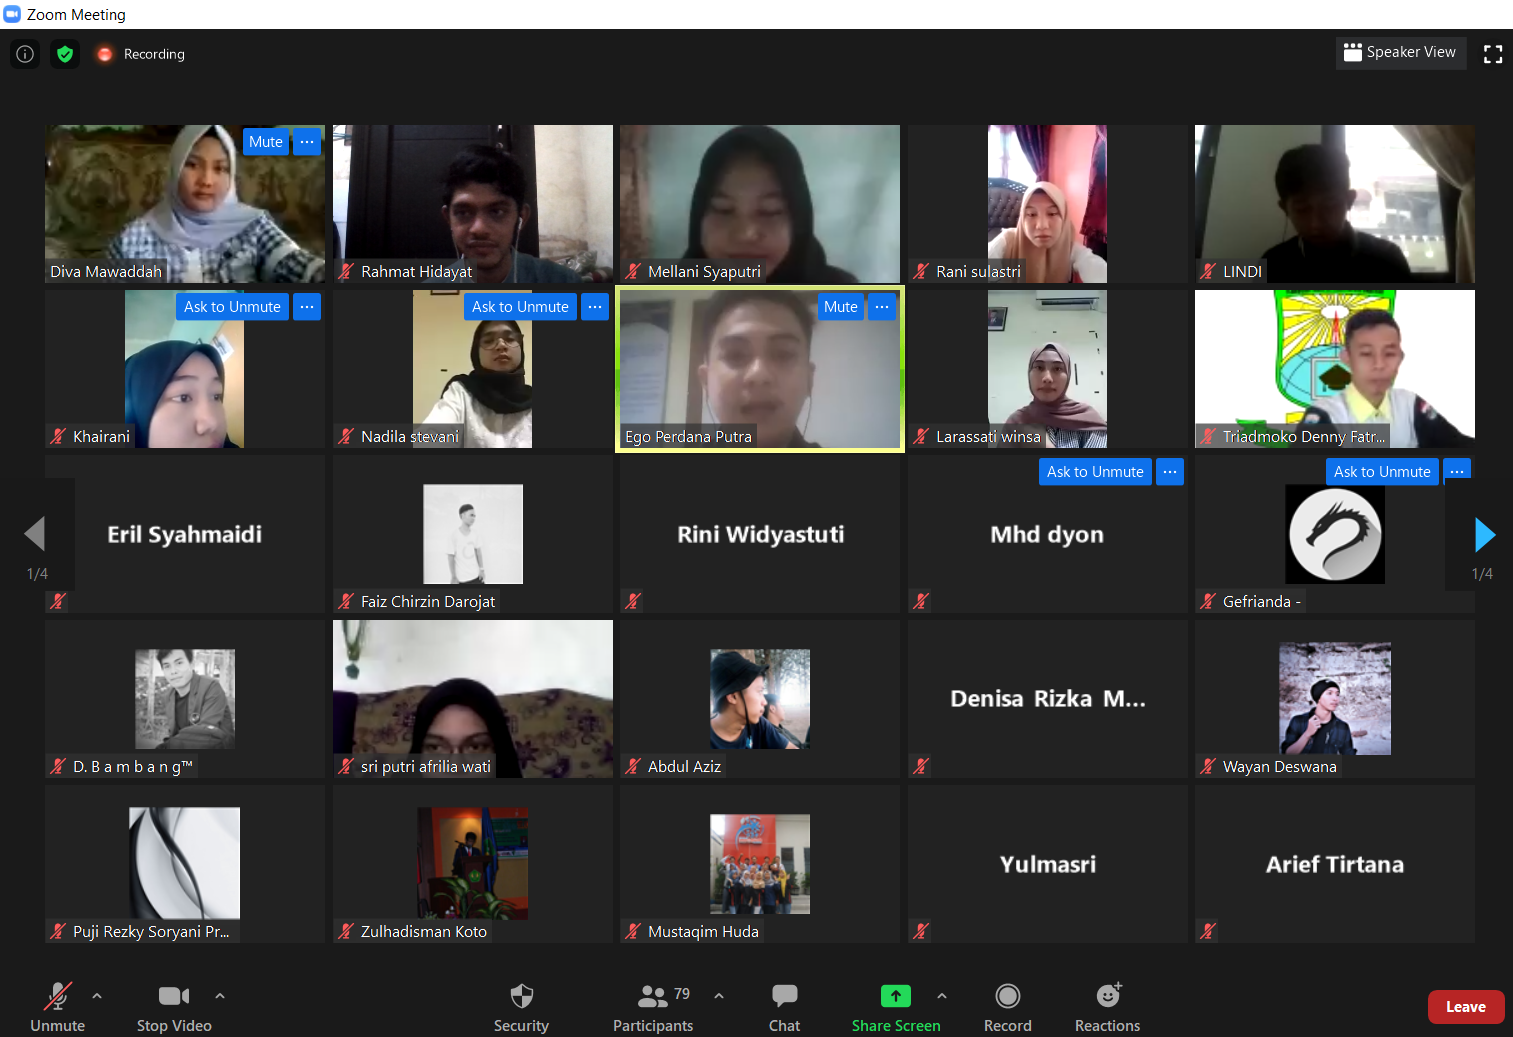 Zoom Meeting
Recording
Speaker View
Mute
Diva Mawaddah
Rahmat Hidayat
Mellani Syaputri
Rani sulastri
LINDI
Ask to Unmute
Khairani
Ask to Unmute
Nadila stevani
Mute
Ego Perdana Putra
Larassati winsa
Triadmoko Denny Fatr...
Eril Syahmaidi
Faiz Chirzin Darojat
Rini Widyastuti
Ask to Unmute
Mhd dyon
Ask to Unmute
Gefrianda -
1/4
1/4
D. B a m b a n g™
sri putri afrilia wati
Abdul Aziz
Denisa Rizka M...
Wayan Deswana
Puji Rezky Soryani Pr...
Zulhadisman Koto
Mustaqim Huda
Yulmasri
Arief Tirtana
Unmute
Stop Video
Security
79
Participants
Chat
Share Screen
Record
Reactions
Leave